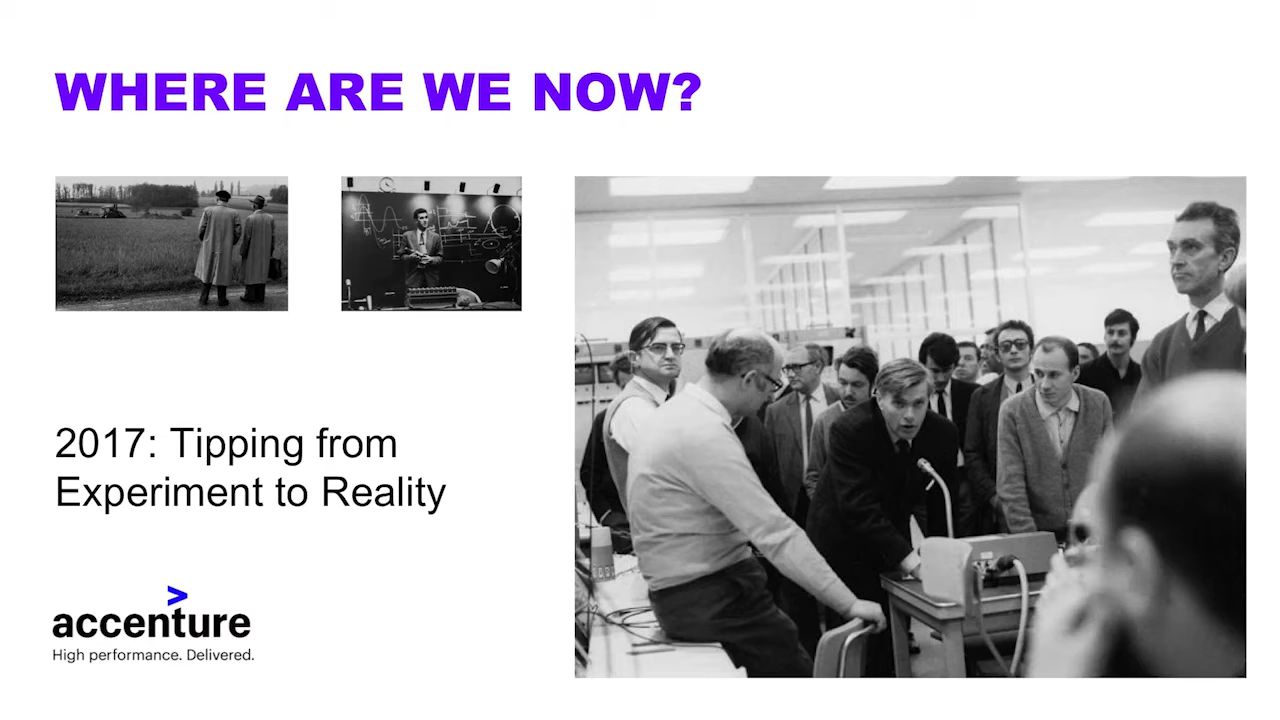 WHERE ARE WE NOW?
2017: Tipping from
Experiment to Reality
>
accenture
High performance. Delivered.